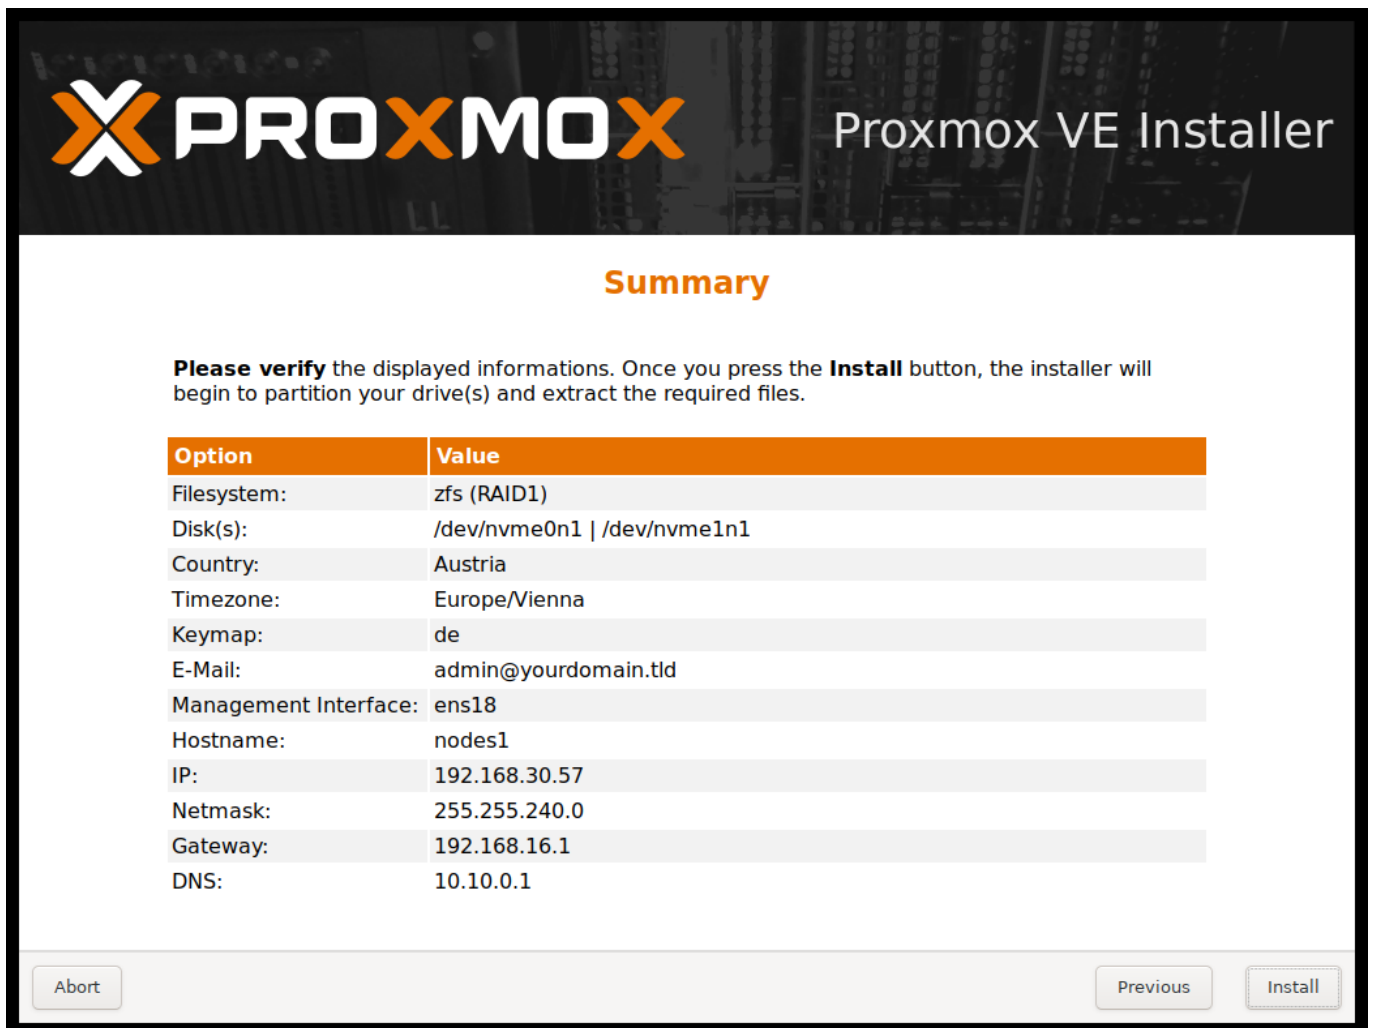 PROXMOX
Proxmox VE Installer
Summary
Please verify the displayed informations. Once you press the Install button, the installer will
begin to partition your drive(s) and extract the required files.
Option Value
Filesystem: zfs (RAID1)
Disk(s): /dev/nvme0n1 | /dev/nvme1n1
Country: Austria
Timezone: Europe/Vienna
Keymap: de
E-Mail: admin@yourdomain.tld
Management Interface: ens18
Hostname: nodes1
IP: 192.168.30.57
Netmask: 255.255.240.0
Gateway: 192.168.16.1
DNS: 10.10.0.1
Abort Previous Install